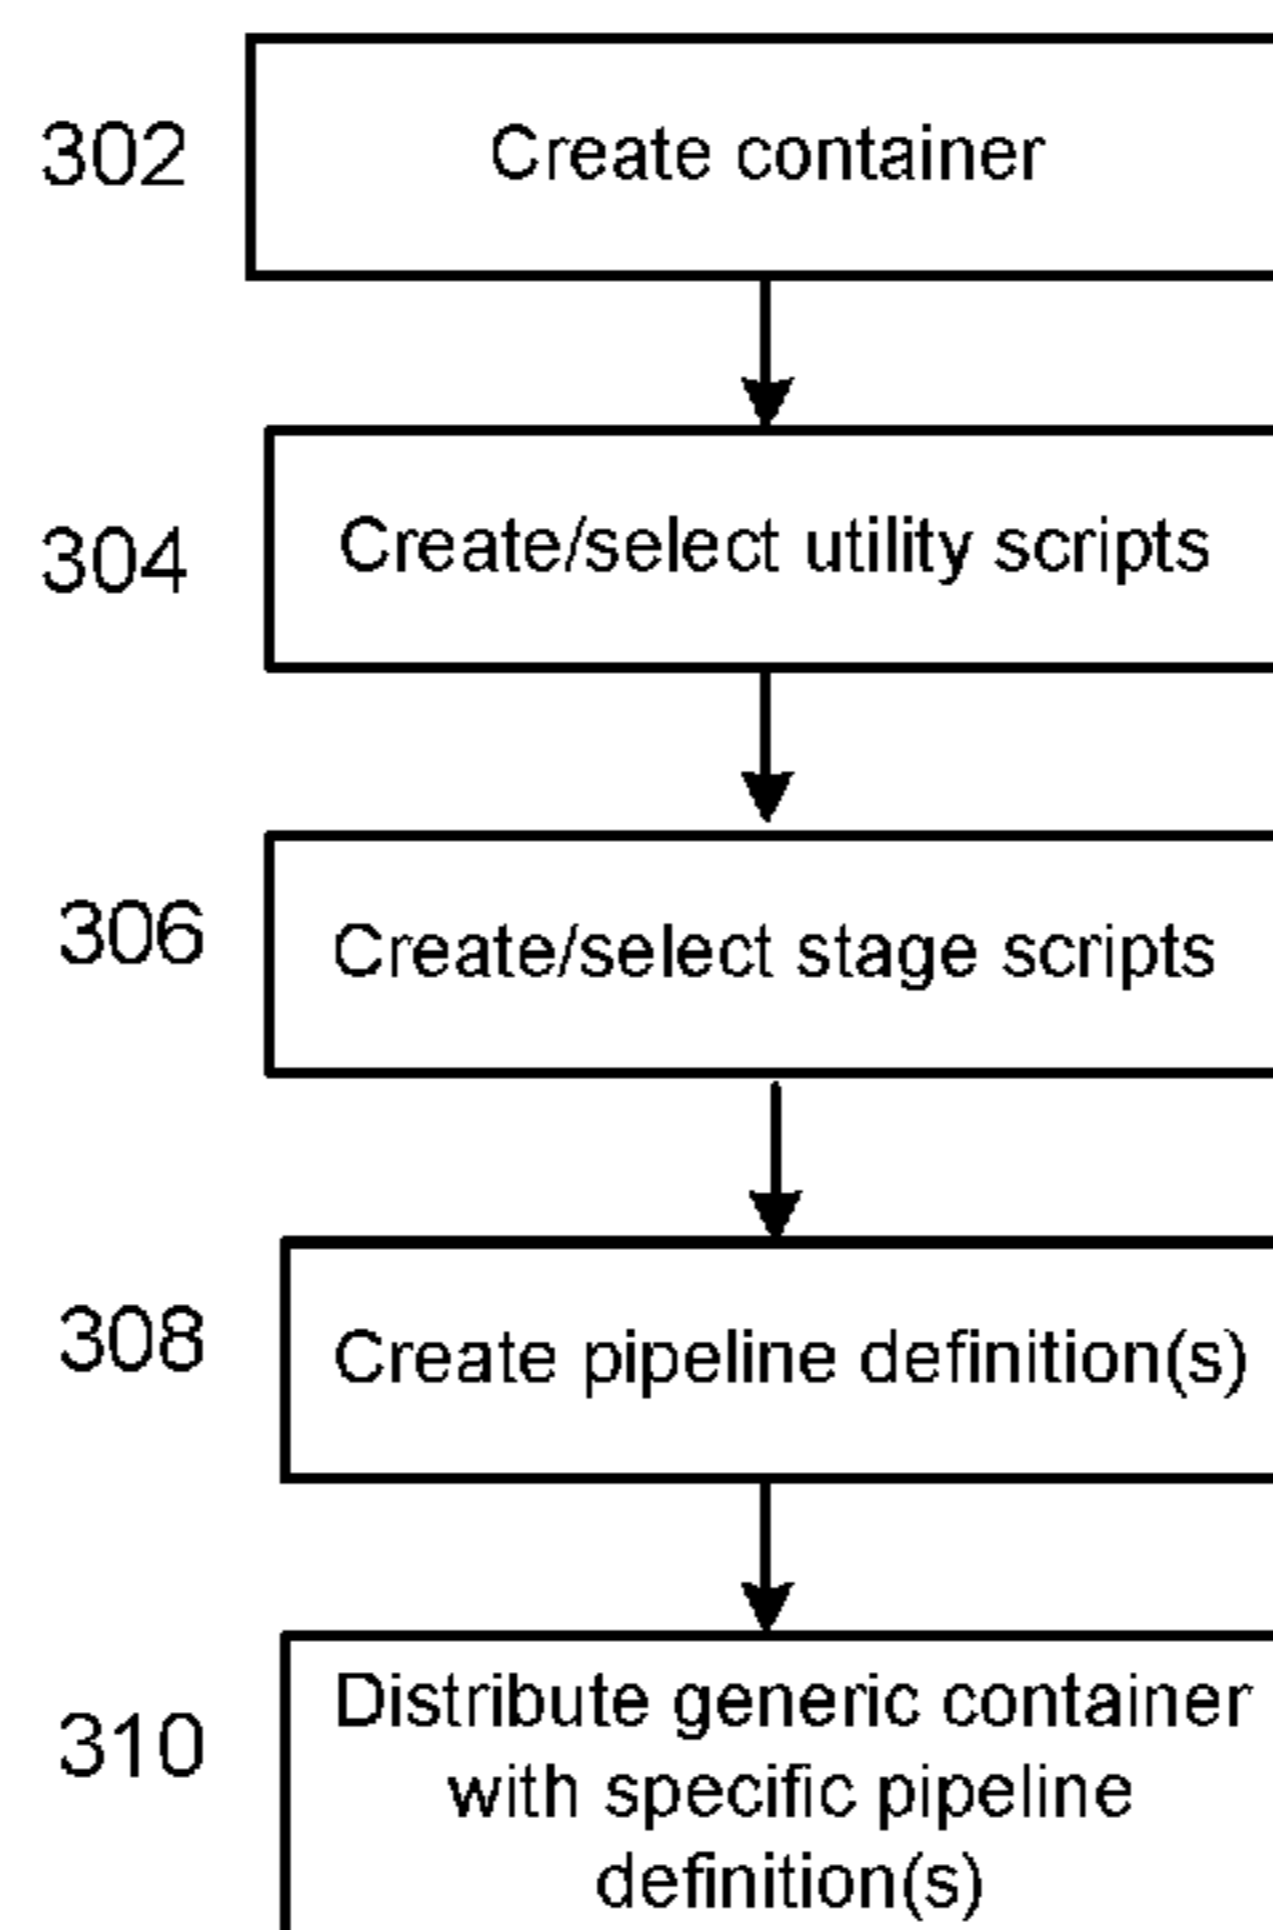 302
Create container
304
Create/select utility scripts
306
Create/select stage scripts
308
Create pipeline definition(s)
310
Distribute generic container
with specific pipeline
definition(s)